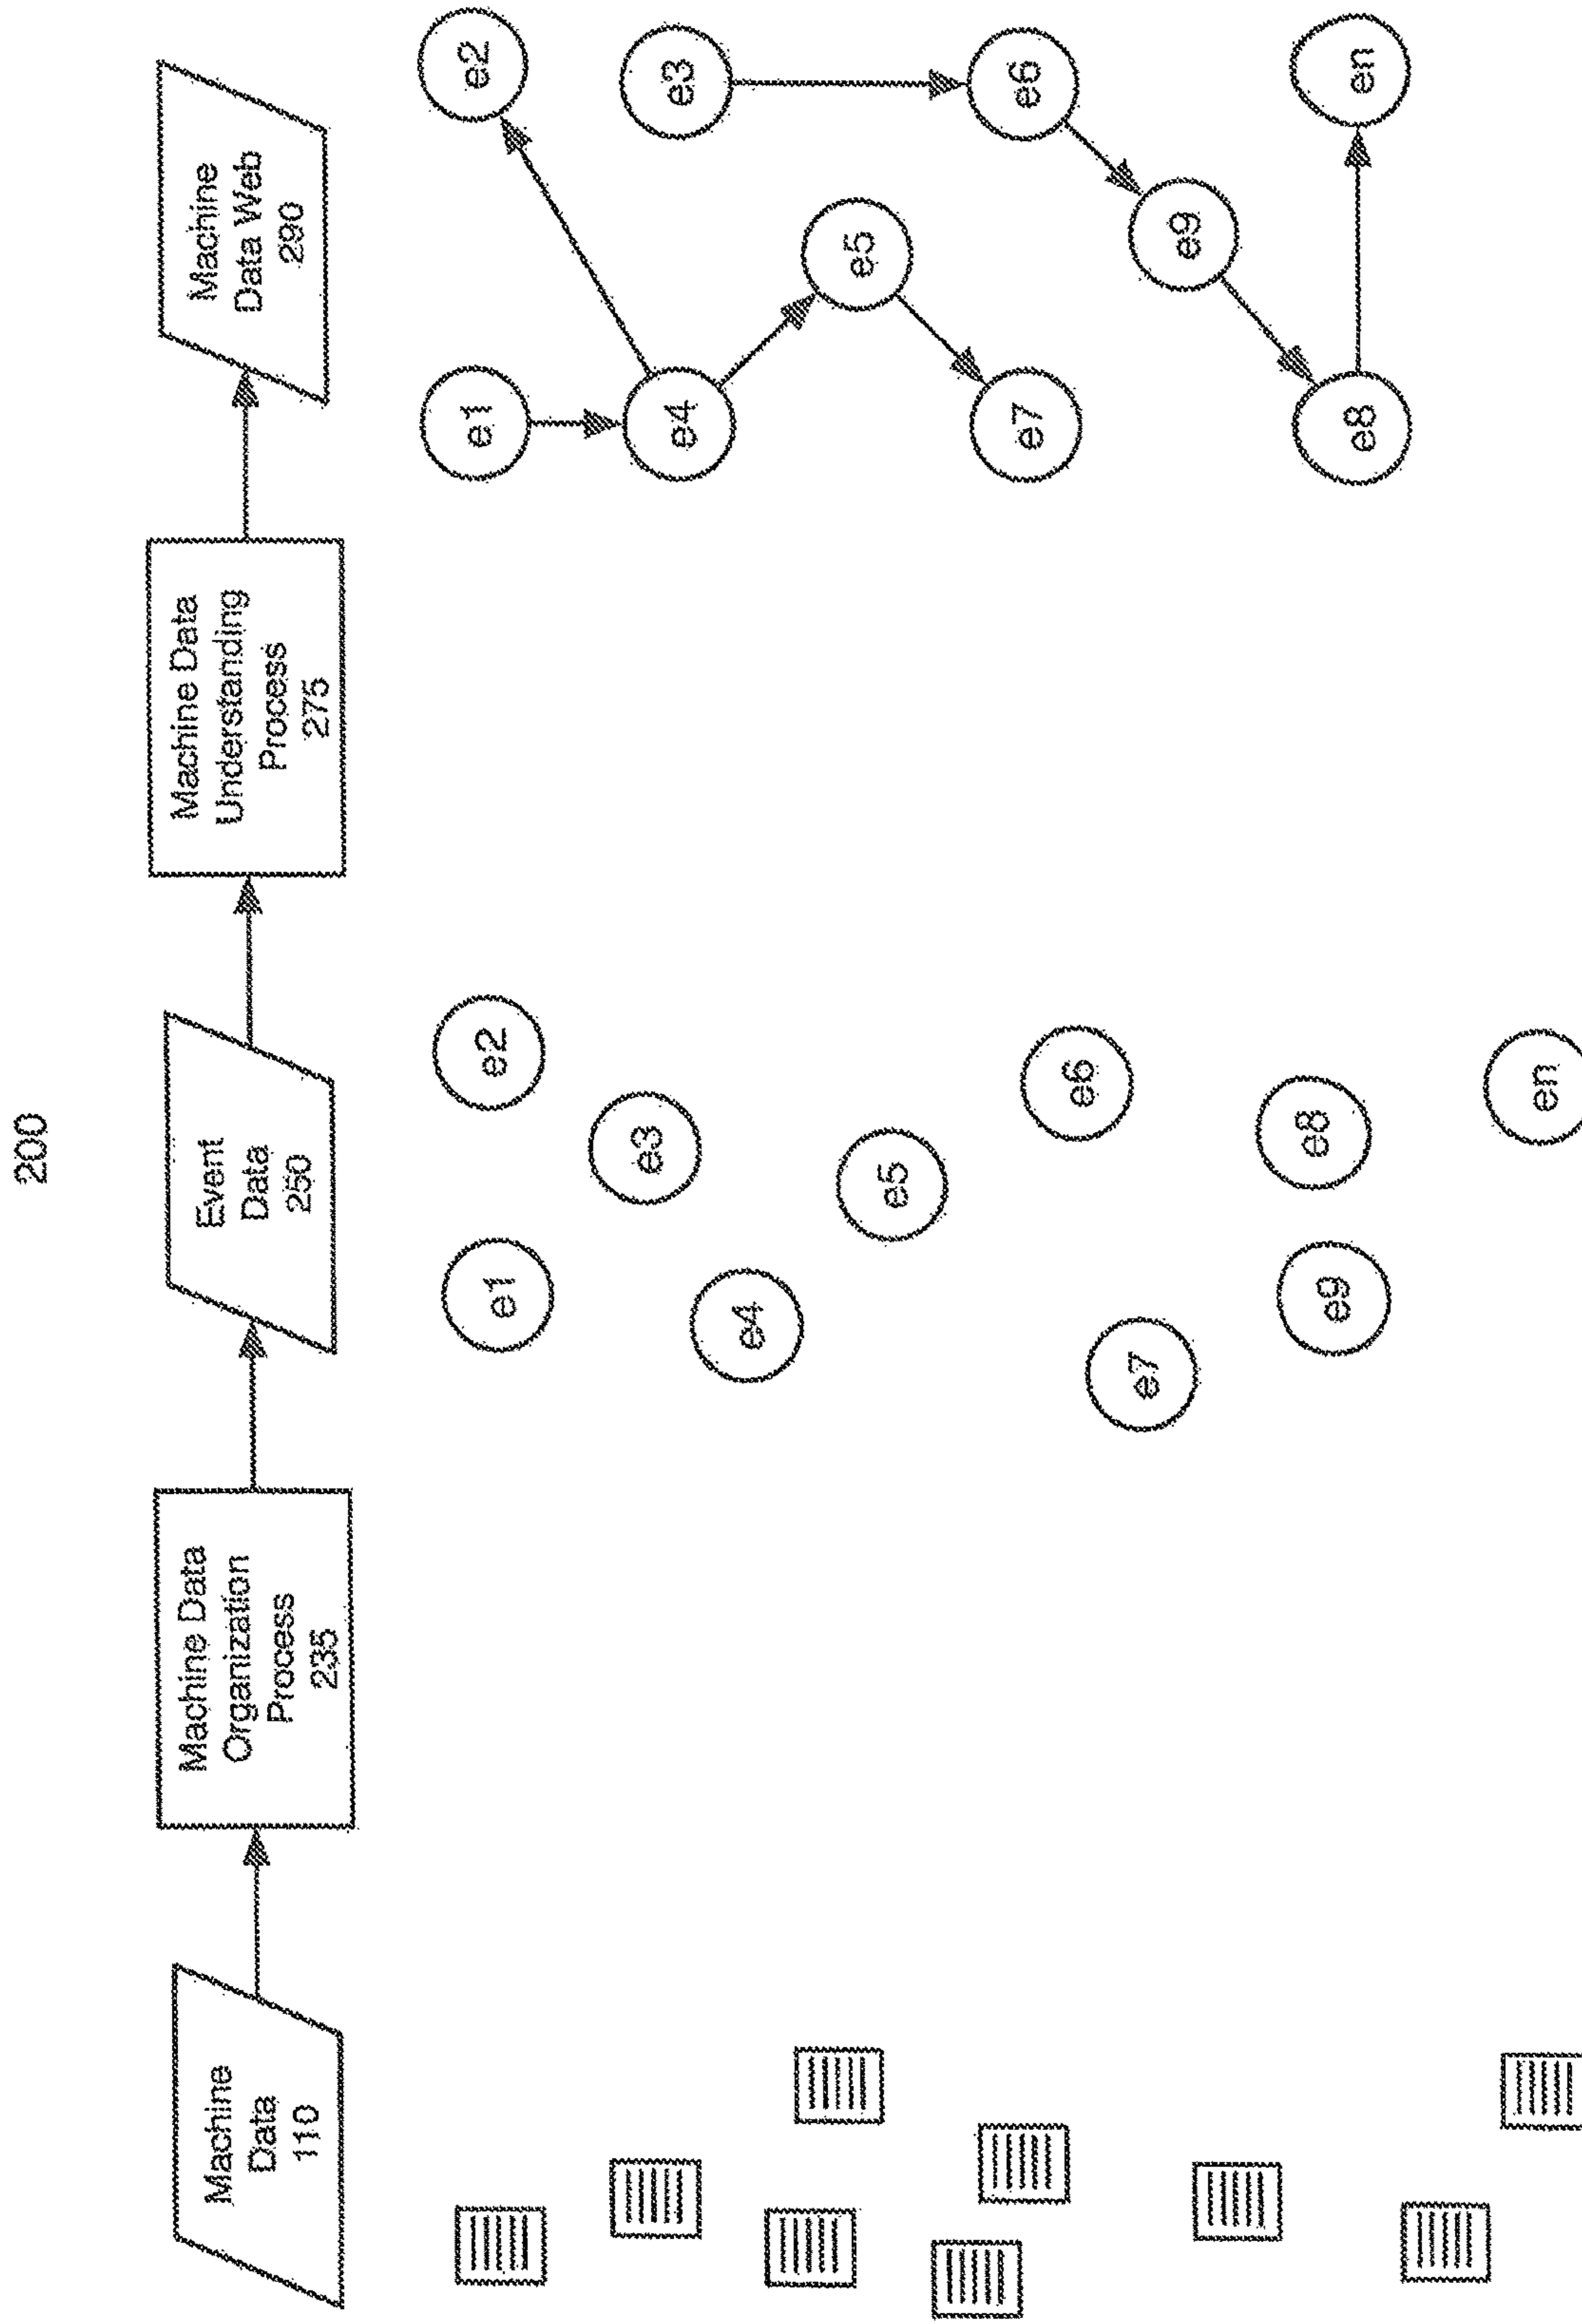 200
Machine
Data
110
Machine Data
Organization
Process
235
Event
Data
250
Machine Data
Understanding
Process
275
Machine
Data Web
290
e1
e2
e3
e4
e5
e6
e7
e8
e9
en
e1
e2
e3
e4
e5
e6
e7
e9
e8
en